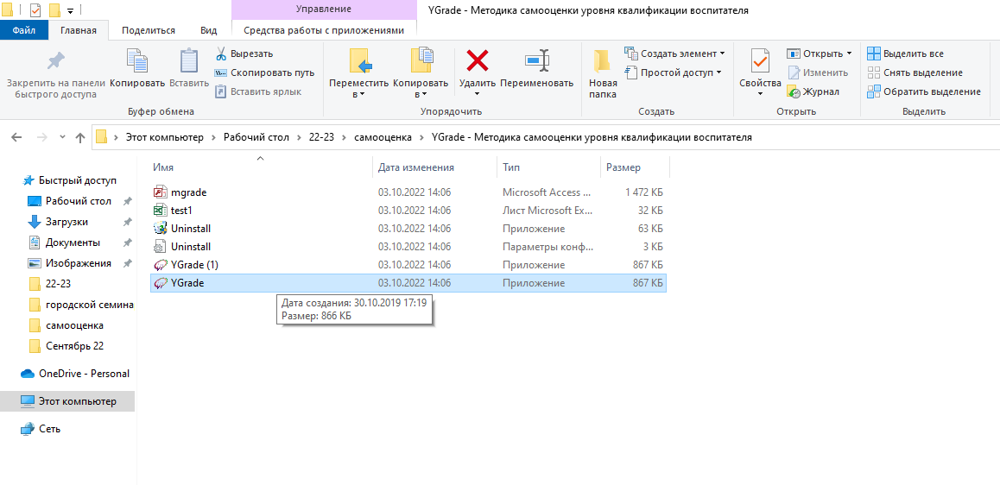 Управление
YGrade - Методика самооценки уровня квалификации воспитателя
Файл
Главная
Поделиться
Вид
Средства работы с приложениями
Закрепить на панели
быстрого доступа
Копировать
Вставить
Вырезать
Скопировать путь
Вставить ярлык
Буфер обмена
Переместить
в
Копировать
в
Удалить
Переименовать
Упорядочить
Новая
папка
Создать элемент
Простой доступ
Создать
Свойства
Открыть
Изменить
Журнал
Открыть
Выделить все
Снять выделение
Обратить выделение
Выделить
Этот компьютер > Рабочий стол > 22-23 > самооценка > YGrade - Методика самооценки уровня квалификации воспитателя
Быстрый доступ
Рабочий стол
Загрузки
Документы
Изображения
22-23
городской семина
самооценка
Сентябрь 22
OneDrive - Personal
Этот компьютер
Сеть
Имя Дата изменения Тип Размер
mgrade 03.10.2022 14:06 Microsoft Access ... 1 472 КБ
test1 03.10.2022 14:06 Лист Microsoft Ex... 32 КБ
Uninstall 03.10.2022 14:06 Приложение 63 КБ
Uninstall 03.10.2022 14:06 Параметры конф... 3 КБ
YGrade (1) 03.10.2022 14:06 Приложение 867 КБ
YGrade 03.10.2022 14:06 Приложение 867 КБ
Дата создания: 30.10.2019 17:19
Размер: 866 КБ